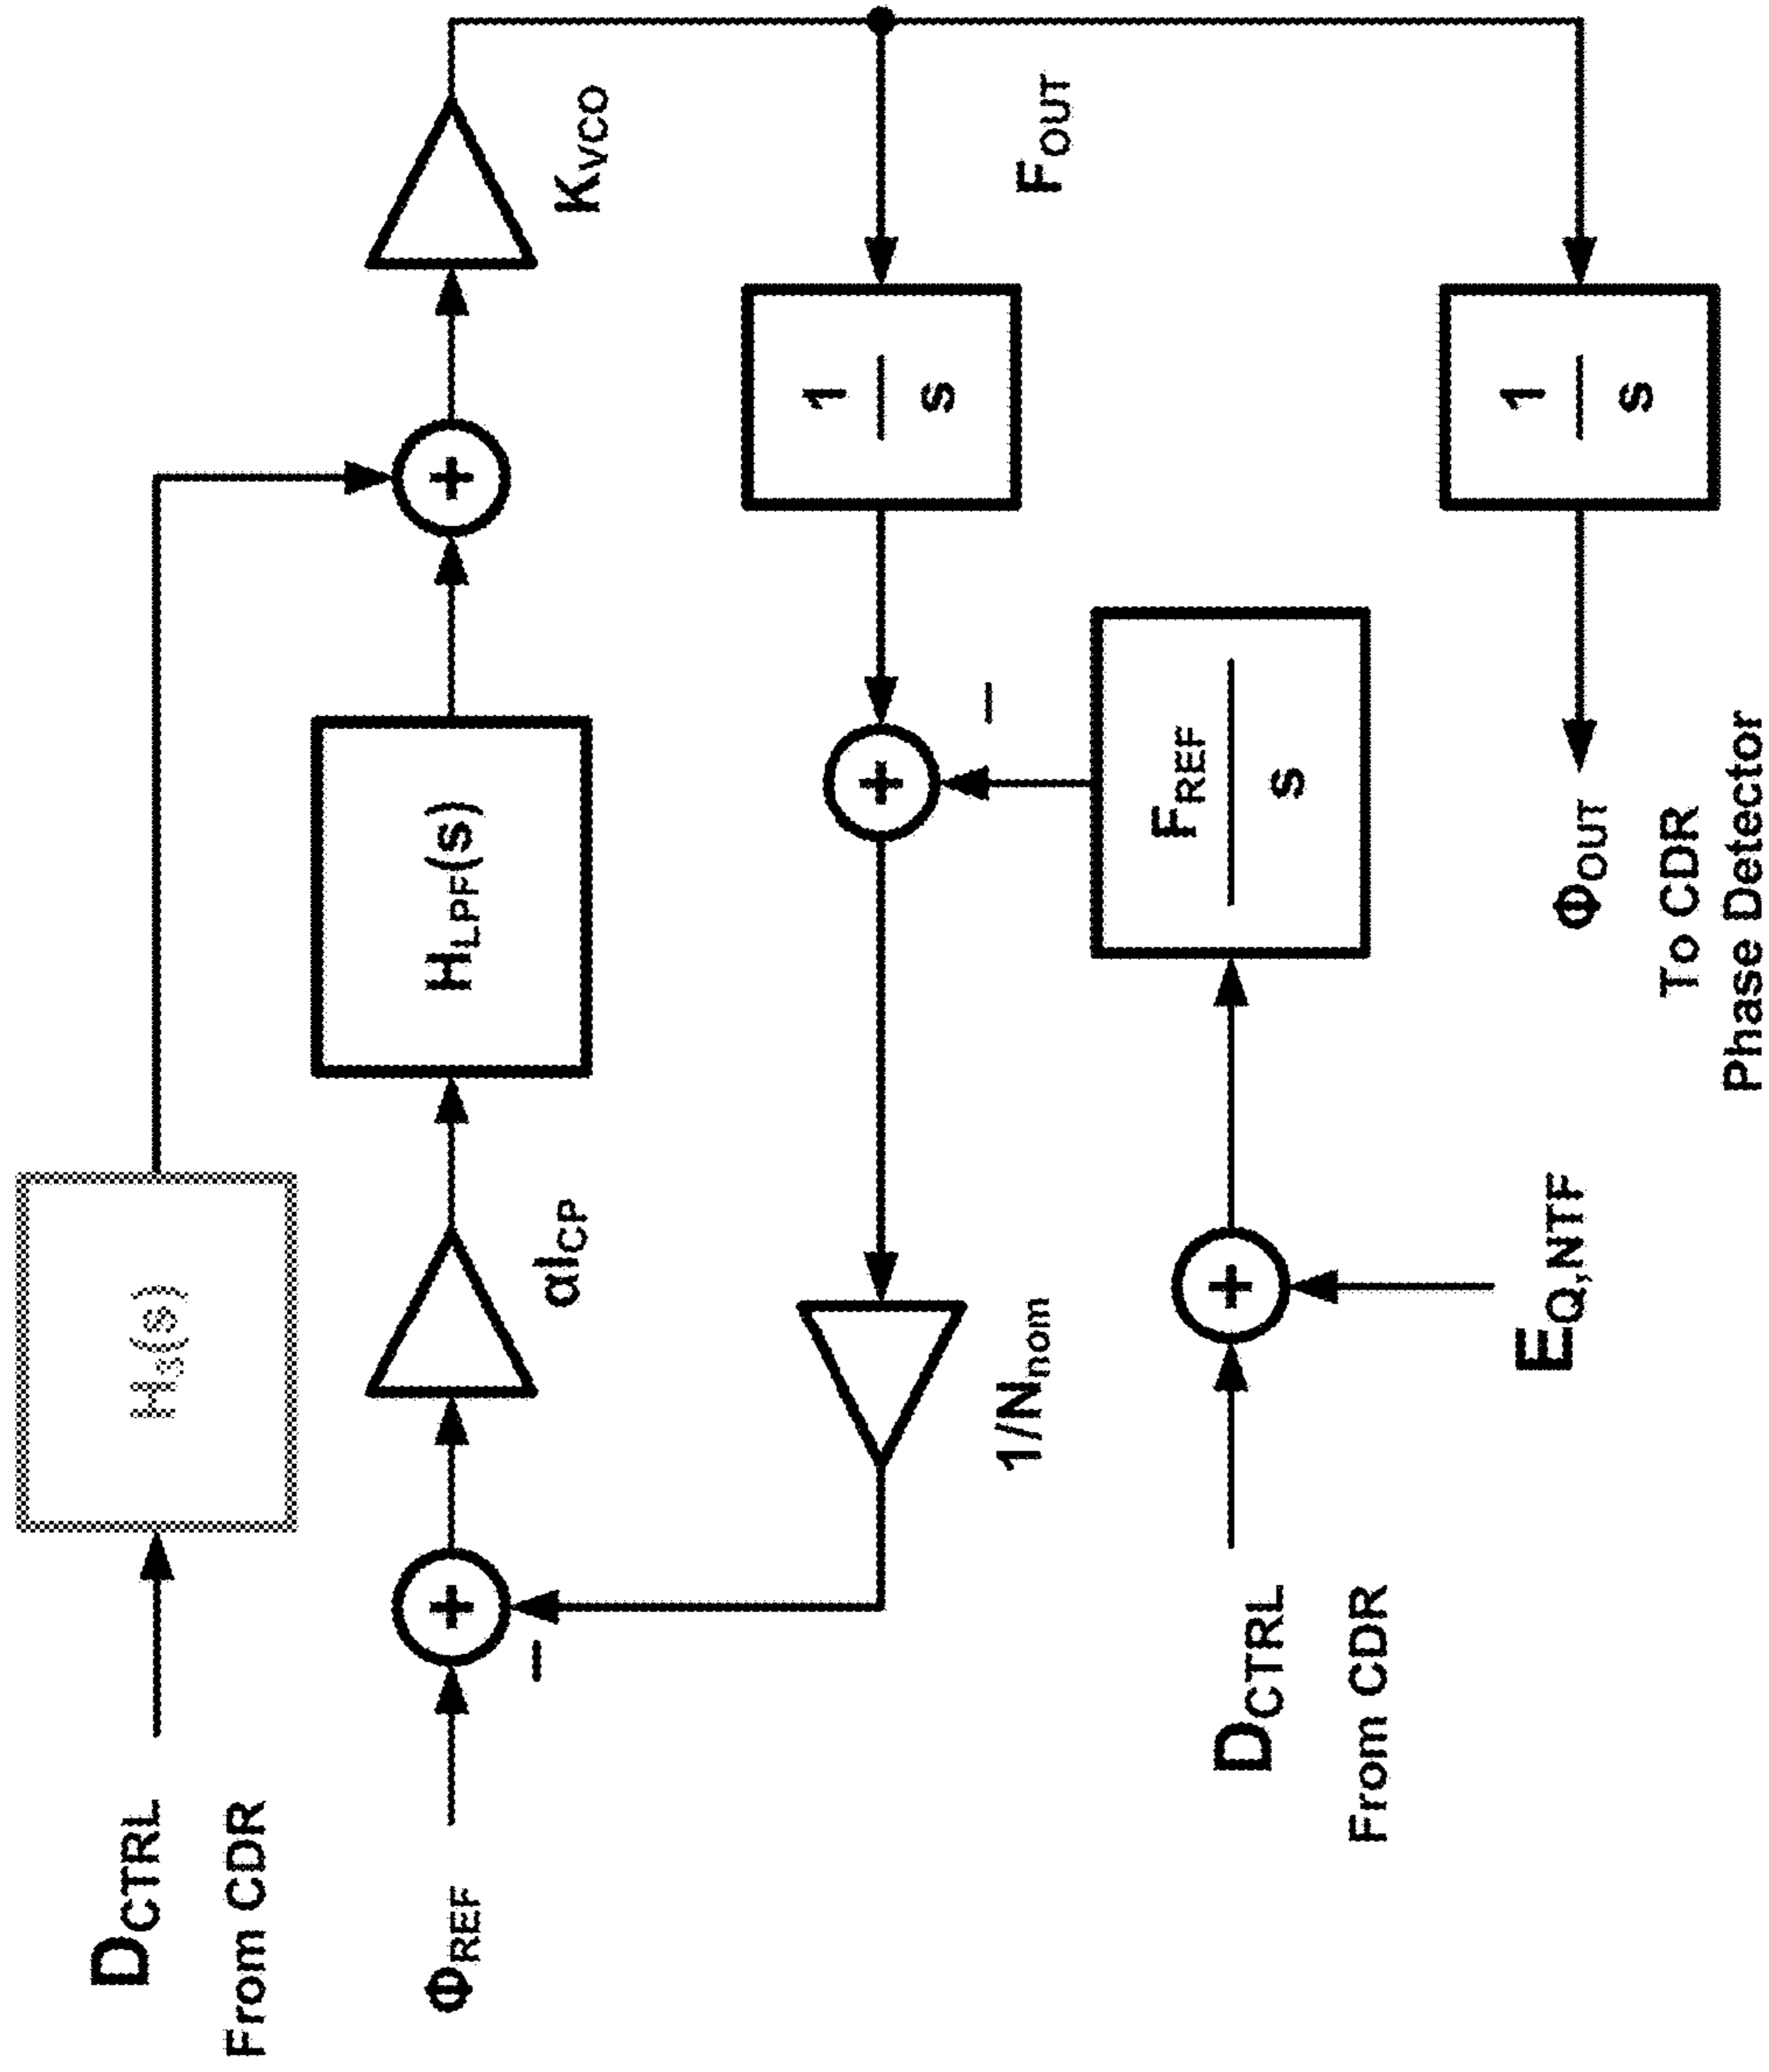 DCTRL
From CDR
H3(s)
ΦREF
+
−
αICP
HLPF(s)
+
KVCO
1/Nnom
+
−
1
s
FOUT
DCTRL
From CDR
+
EQ,NTF
FREF
s
1
s
ΦOUT
To CDR
Phase Detector